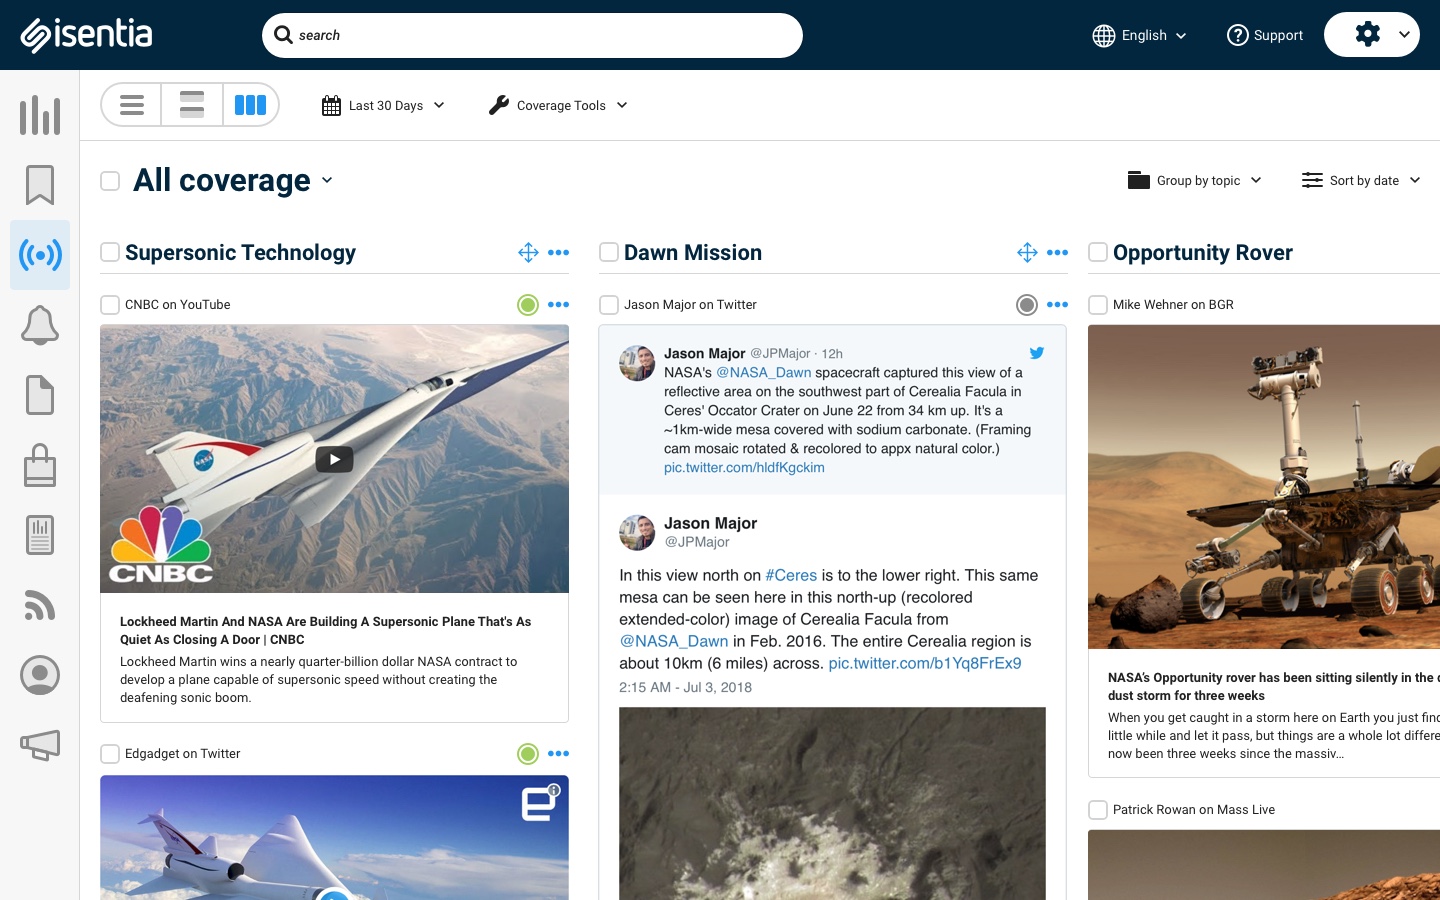 isentia
search
English
Support
Last 30 Days
Coverage Tools
All coverage
Group by topic
Sort by date
Supersonic Technology
CNBC on YouTube
NASA
CNBC
Lockheed Martin And NASA Are Building A Supersonic Plane That's As
Quiet As Closing A Door | CNBC
Lockheed Martin wins a nearly quarter-billion dollar NASA contract to
develop a plane capable of supersonic speed without creating the
deafening sonic boom.
Edgadget on Twitter
Dawn Mission
Jason Major on Twitter
Jason Major @JPMajor · 12h
NASA's @NASA_Dawn spacecraft captured this view of a
reflective area on the southwest part of Cerealia Facula in
Ceres' Occator Crater on June 22 from 34 km up. It's a
~1km-wide mesa covered with sodium carbonate. (Framing
cam mosaic rotated & recolored to appx natural color.)
pic.twitter.com/hldfKgckim
Jason Major
@JPMajor
In this view north on #Ceres is to the lower right. This same
mesa can be seen here in this north-up (recolored
extended-color) image of Cerealia Facula from
@NASA_Dawn in Feb. 2016. The entire Cerealia region is
about 10km (6 miles) across. pic.twitter.com/b1Yq8FrEx9
2:15 AM - Jul 3, 2018
Opportunity Rover
Mike Wehner on BGR
NASA's Opportunity rover has been sitting silently in the
dust storm for three weeks
When you get caught in a storm here on Earth you just
little while and let it pass, but things are a whole lot
now been three weeks since the massiv…
Patrick Rowan on Mass Live